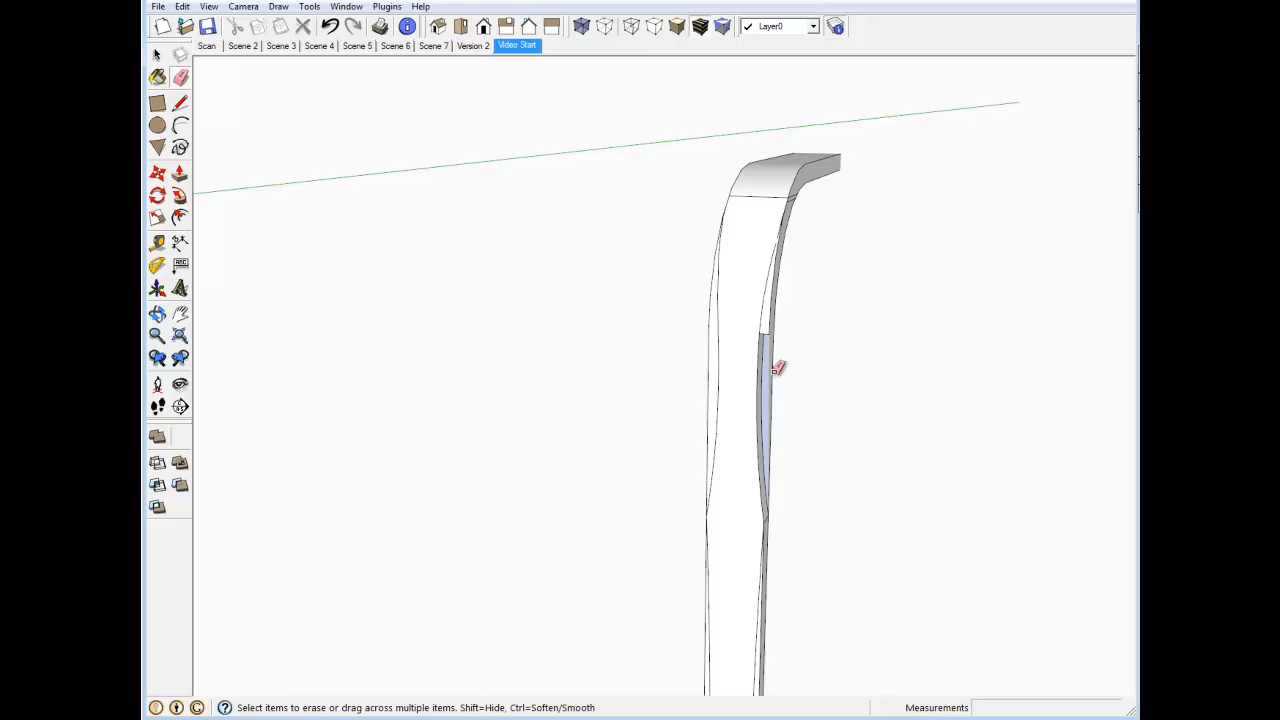 File Edit View Camera Draw Tools Window Plugins Help
Layer0
Scan Scene 2 Scene 3 Scene 4 Scene 5 Scene 6 Scene 7 Version 2 Video Start
ABC
Select items to erase or drag across multiple items. Shift=Hide, Ctrl=Soften/Smooth Measurements